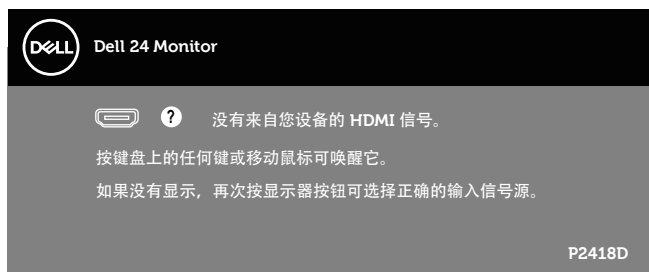 DELL
Dell 24 Monitor
? 没有来自您设备的 HDMI 信号。
按键盘上的任何键或移动鼠标可唤醒它。
如果没有显示，再次按显示器按钮可选择正确的输入信号源。
P2418D